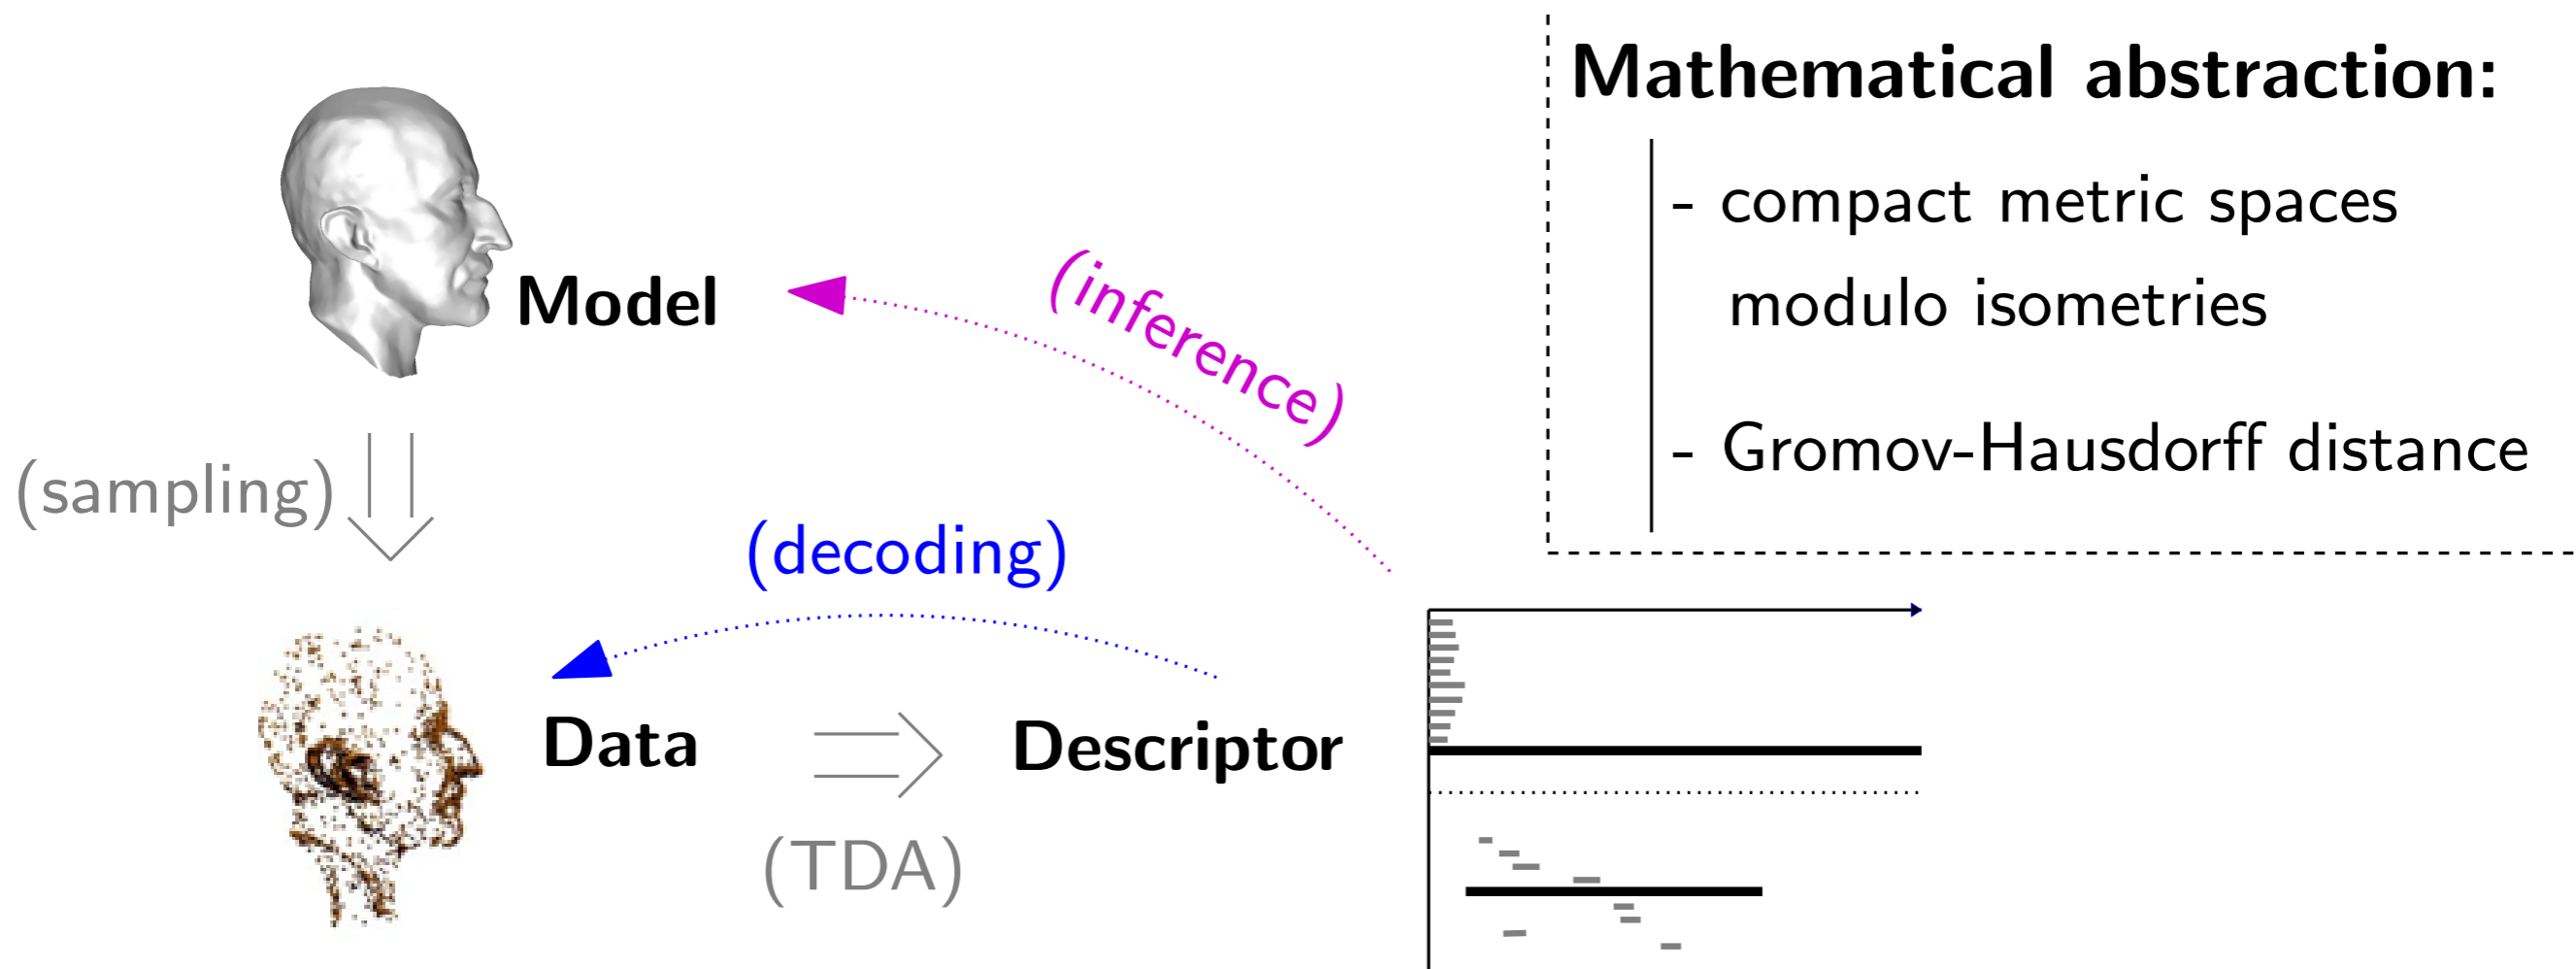 Mathematical abstraction:
- compact metric spaces
modulo isometries
- Gromov-Hausdorff distance
Model
(inference)
(sampling)
(decoding)
Data
Descriptor
(TDA)